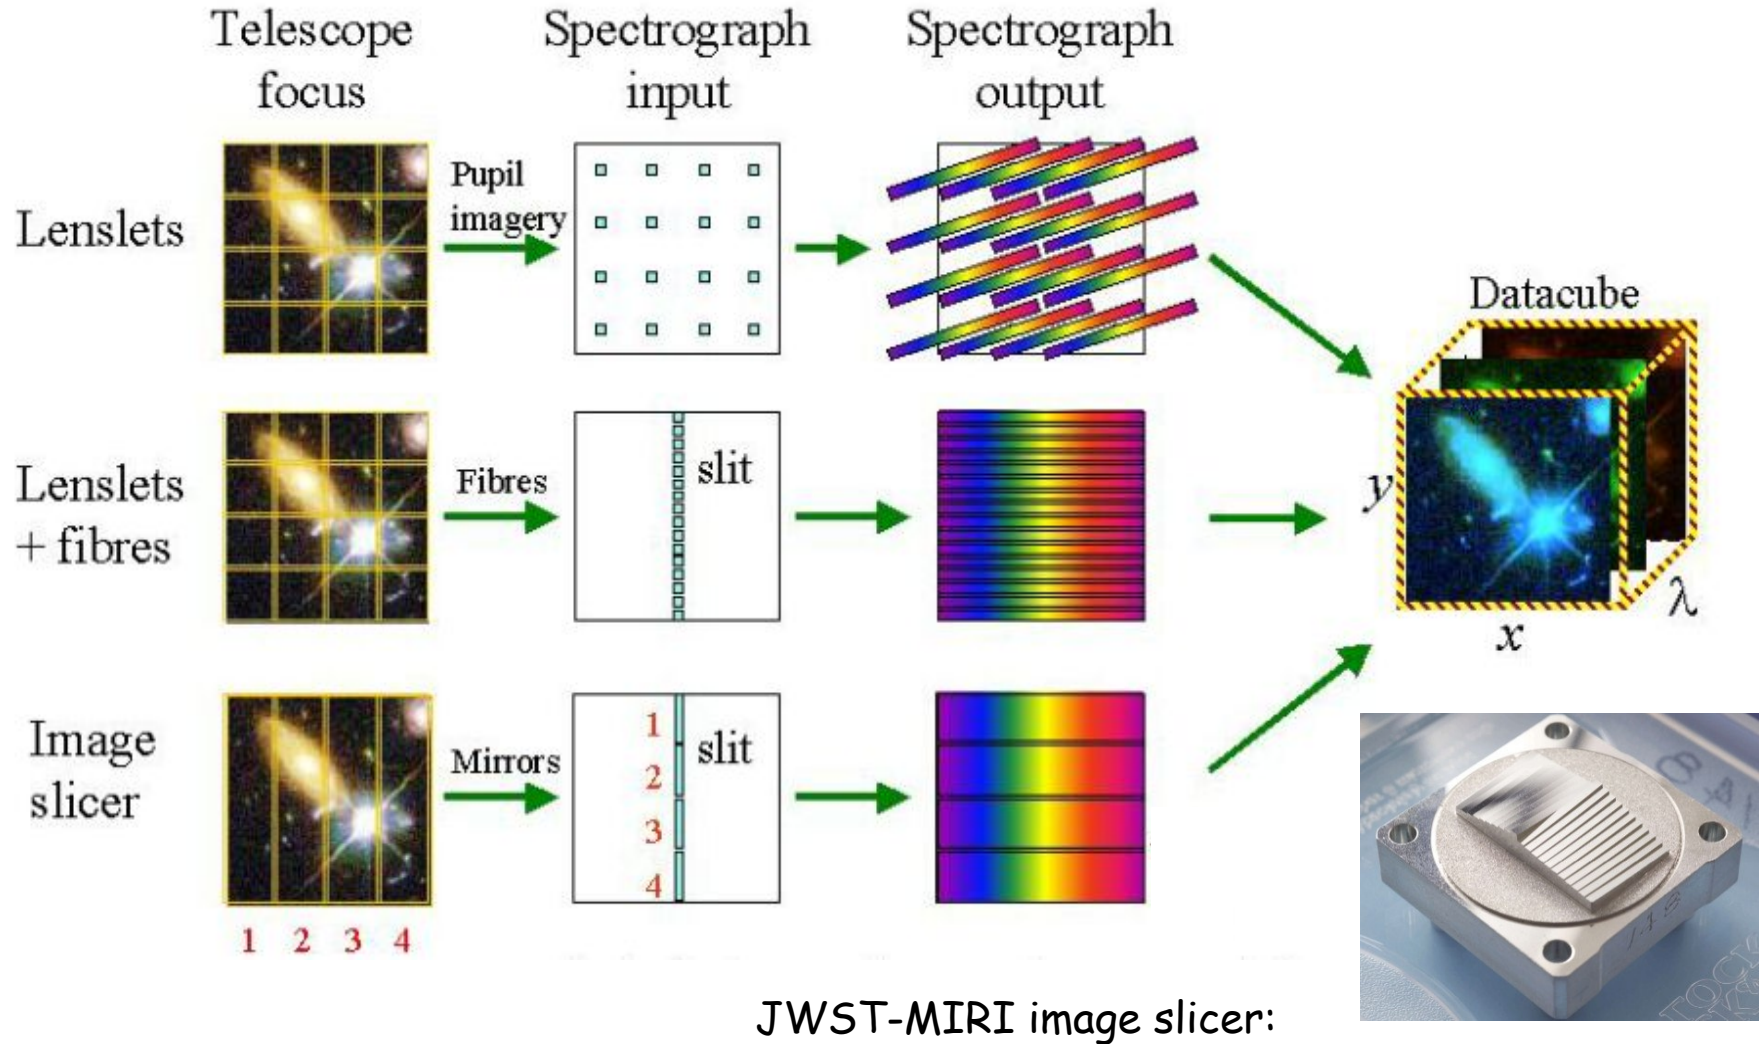 Telescope
focus
Spectrograph
input
Spectrograph
output
Lenslets
Pupil
imagery
Datacube
Lenslets
+ fibres
Fibres
slit
y
x
λ
Image
slicer
Mirrors
1
2
3
4
slit
1 2 3 4
JWST-MIRI image slicer: